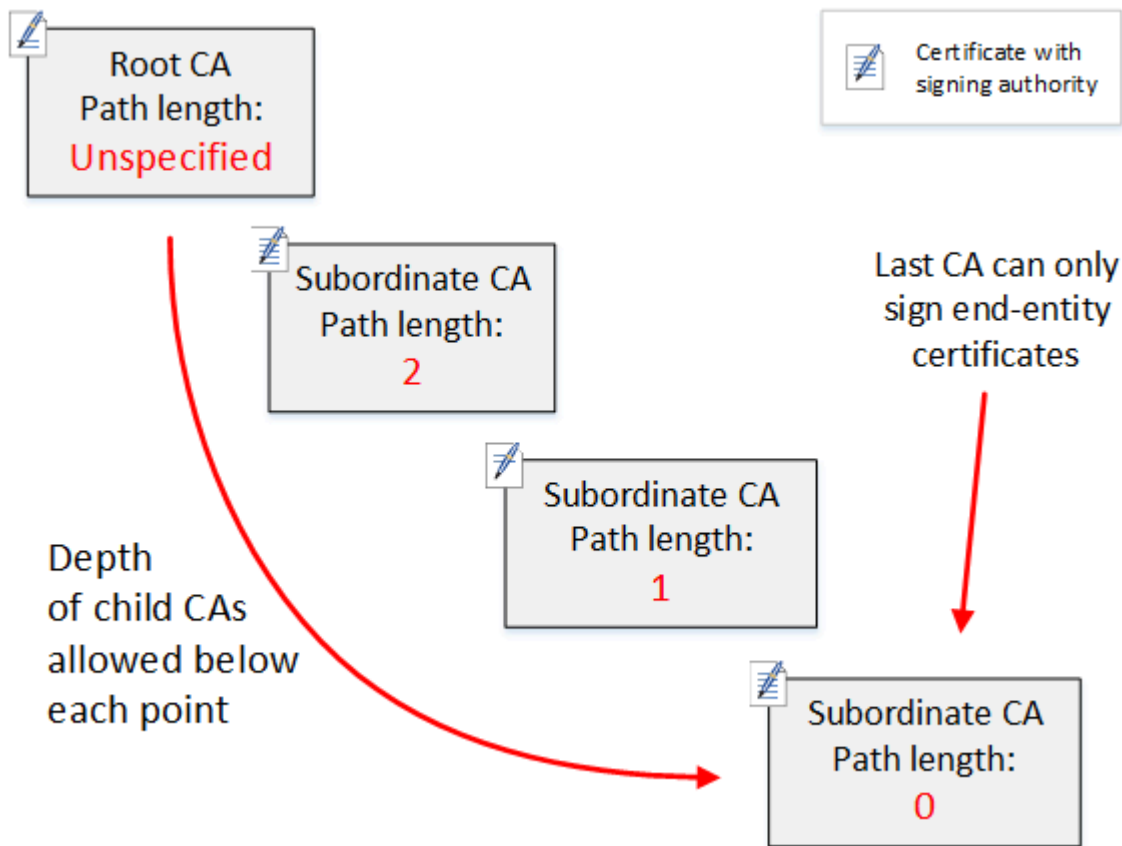 Root CA
Path length:
Unspecified
Certificate with
signing authority
Subordinate CA
Path length:
2
Last CA can only
sign end-entity
certificates
Subordinate CA
Path length:
1
Depth
of child CAs
allowed below
each point
Subordinate CA
Path length:
0